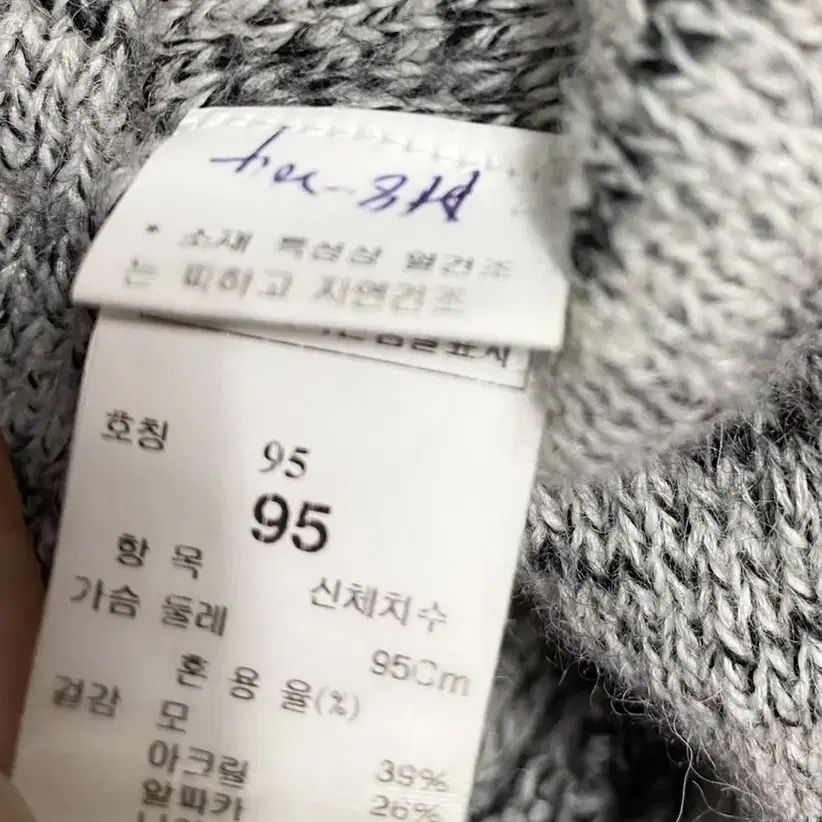 * 소재 특성상 열건조
는 피하고 자연건조
호칭 95
95
항 목 신체치수
가슴 둘레 95Cm
혼 용 율(%)
겉감 모 39%
아크릴 26%
알파카